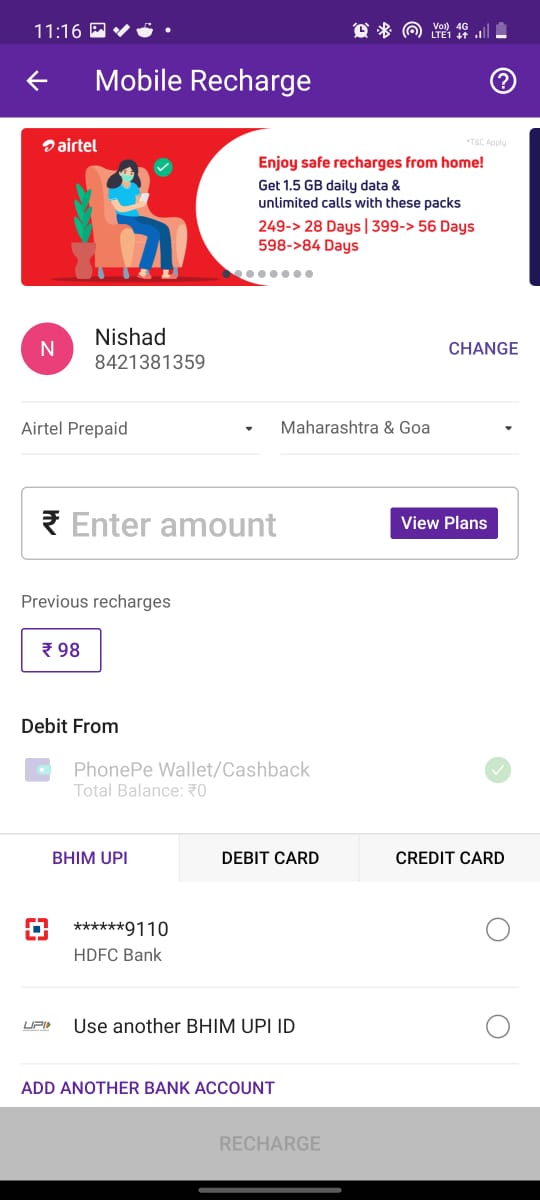 11:16
Vo)) 4G
LTE1
Mobile Recharge
airtel
*T&C Apply
Enjoy safe recharges from home!
Get 1.5 GB daily data &
unlimited calls with these packs
249-> 28 Days | 399-> 56 Days
598->84 Days
N
Nishad
8421381359
CHANGE
Airtel Prepaid
Maharashtra & Goa
₹ Enter amount
View Plans
Previous recharges
₹ 98
Debit From
PhonePe Wallet/Cashback
Total Balance: ₹0
BHIM UPI
DEBIT CARD
CREDIT CARD
******9110
HDFC Bank
UPI
Use another BHIM UPI ID
ADD ANOTHER BANK ACCOUNT
RECHARGE